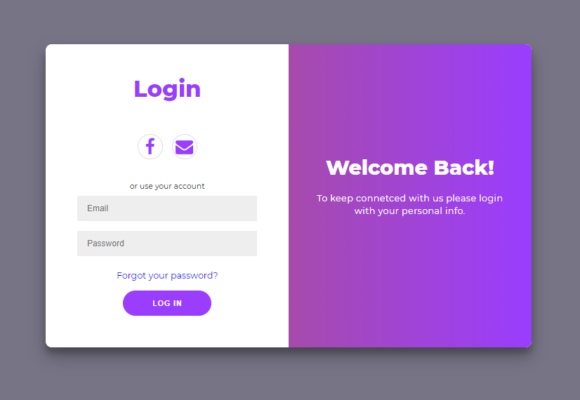 Login
or use your account
Email
Password
Forgot your password?
LOG IN
Welcome Back!
To keep connetced with us please login
with your personal info.